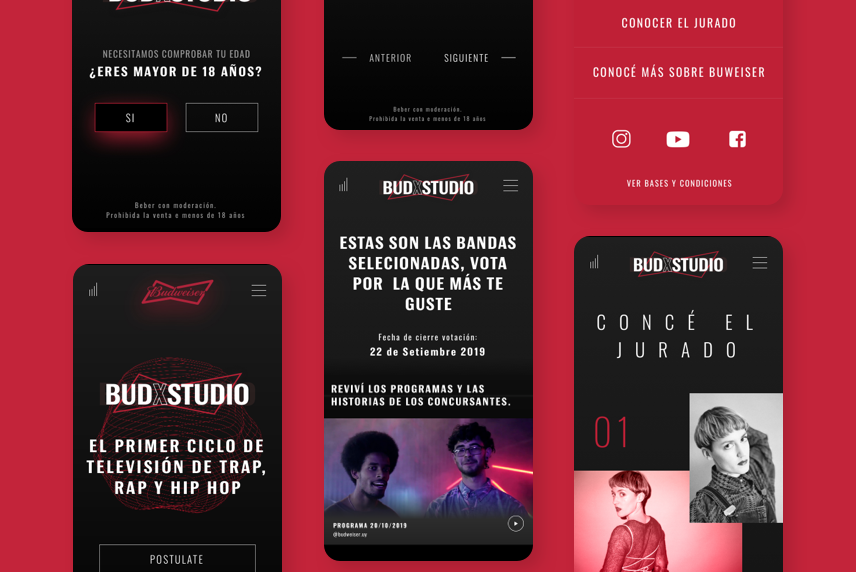 NECESITAMOS COMPROBAR TU EDAD
¿ERES MAYOR DE 18 AÑOS?
SI
NO
Beber con moderación.
Prohibida la venta e menos de 18 años
Budweiser
BUDXSTUDIO
EL PRIMER CICLO DE
TELEVISIÓN DE TRAP,
RAP Y HIP HOP
POSTULATE
ANTERIOR
SIGUIENTE
Beber con moderación.
Prohibida la venta e menos de 18 años
BUDXSTUDIO
ESTAS SON LAS BANDAS
SELECIONADAS, VOTA
POR LA QUE MÁS TE
GUSTE
Fecha de cierre votación:
22 de Setiembre 2019
REVIVÍ LOS PROGRAMAS Y LAS
HISTORIAS DE LOS CONCURSANTES.
PROGRAMA 20/10/2019
@budweiser.uy
CONOCER EL JURADO
CONOCÉ MÁS SOBRE BUWEISER
VER BASES Y CONDICIONES
BUDXSTUDIO
CONCÉ EL
JURADO
01